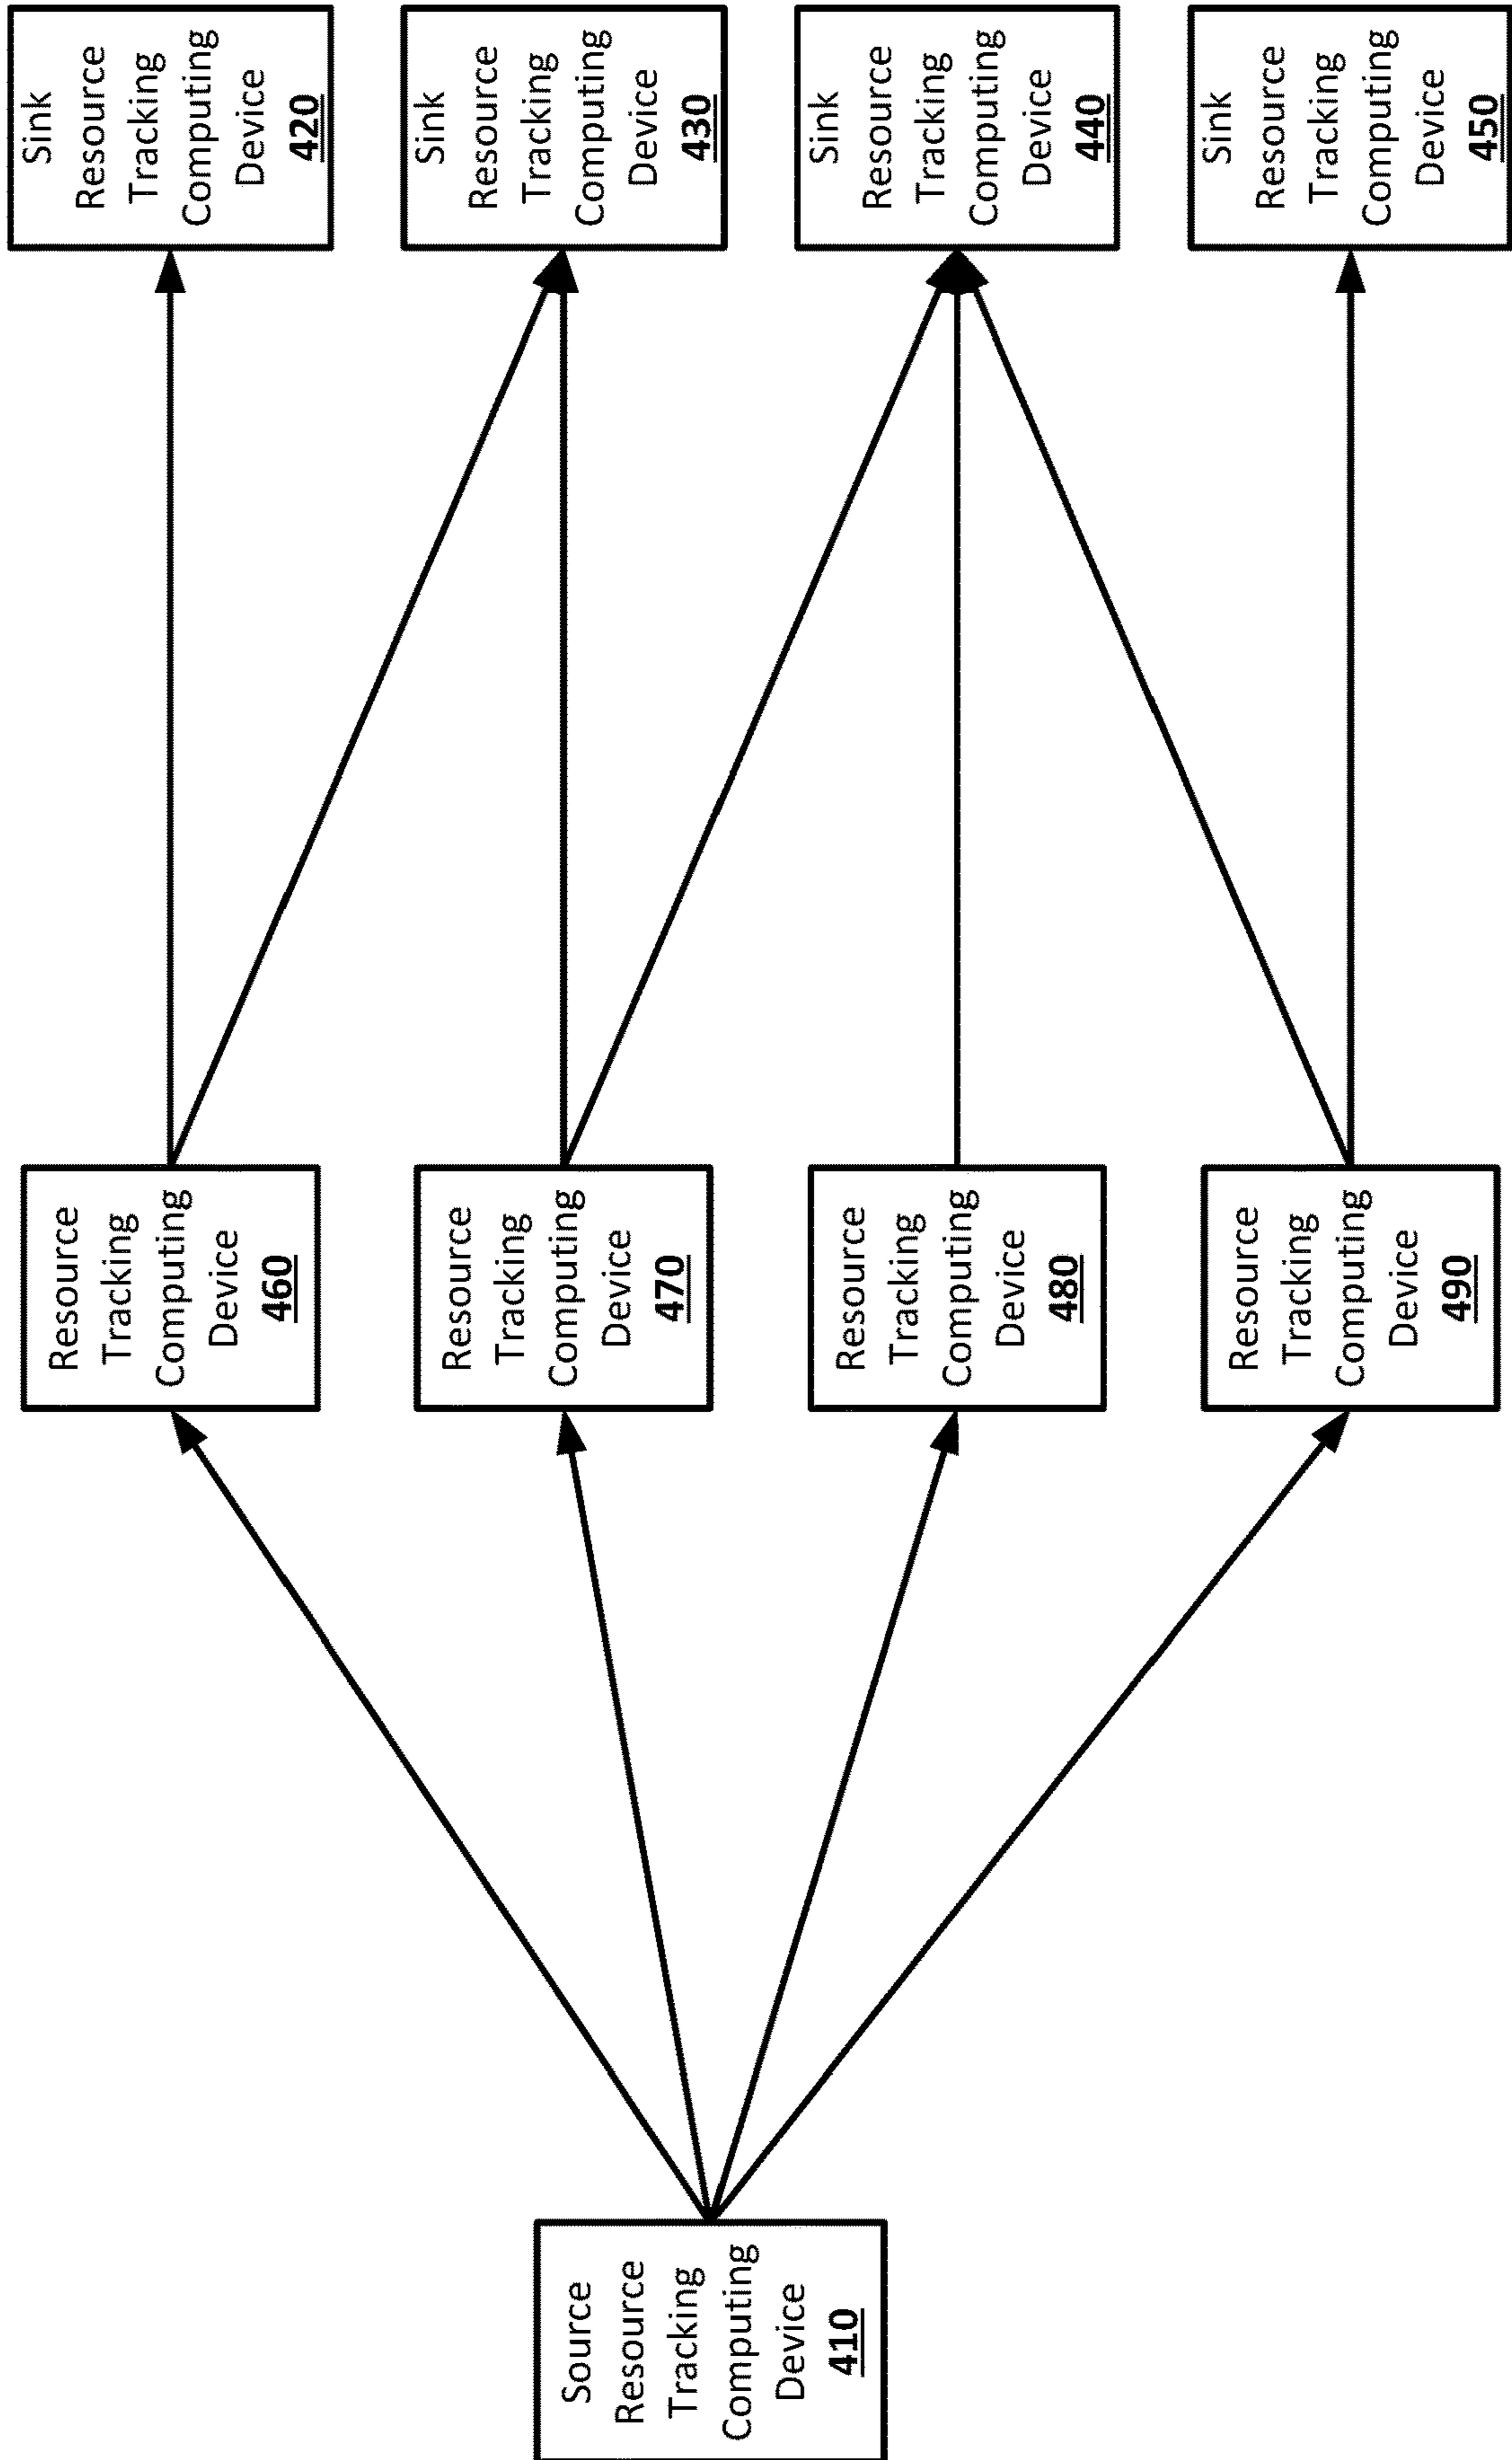 Source
Resource
Tracking
Computing
Device
410
Resource
Tracking
Computing
Device
460
Resource
Tracking
Computing
Device
470
Resource
Tracking
Computing
Device
480
Resource
Tracking
Computing
Device
490
Sink
Resource
Tracking
Computing
Device
420
Sink
Resource
Tracking
Computing
Device
430
Sink
Resource
Tracking
Computing
Device
440
Sink
Resource
Tracking
Computing
Device
450